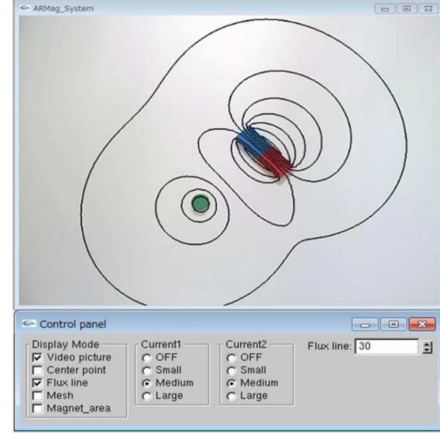 ARMag_System
Control panel
Display Mode
Video picture
Center point
Flux line
Mesh
Magnet_area
Current1
OFF
Small
Medium
Large
Current2
OFF
Small
Medium
Large
Flux line: 30